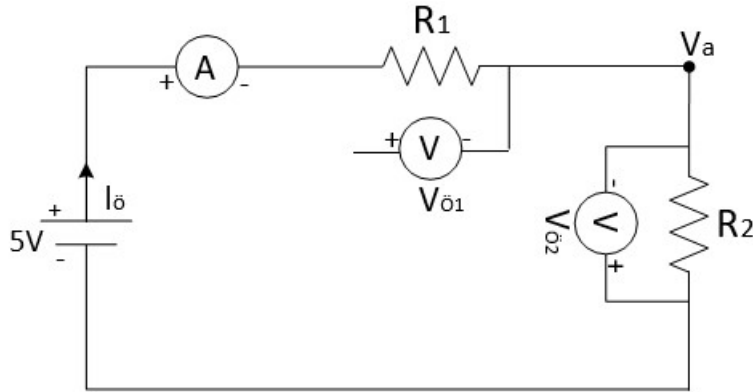 R1
Va
+ A -
+ V -
Vö1
Iö
+
5V
-
-
V
Vö2
+
R2